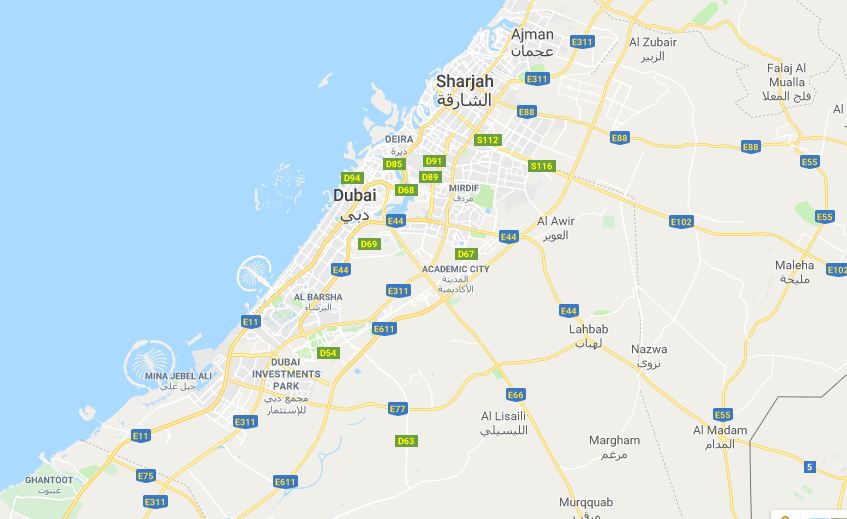 Ajman
عجمان
E311
Al Zubair
الزبير
Falaj Al
Mualla
فلج المعلا
Sharjah
الشارقة
E311
E88
DEIRA
ديرة
S112
E88
E88
E55
D85
D91
S116
D94
D89
D68
MIRDIF
مردف
Dubai
دبي
E44
Al Awir
العوير
E102
E55
D69
E44
D67
E44
ACADEMIC CITY
المدينة
الأكاديمية
Maleha
مليحة
E102
E311
AL BARSHA
البرشاء
E11
E611
E44
Lahbab
لهباب
D54
Nazwa
نزوى
DUBAI
INVESTMENTS
PARK
مجمع دبي
للإستثمار
MINA JEBEL ALI
جبل علي
E66
E77
E311
Al Lisaili
الليسيلي
E55
Al Madam
المدام
E11
D63
Margham
مرغم
5
E75
GHANTOOT
غنتوت
E611
E311
Murqquab